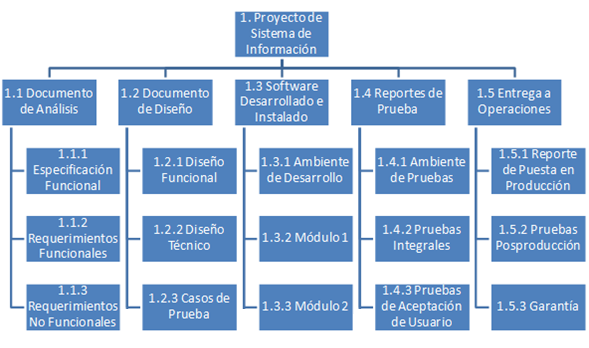 1. Proyecto de
Sistema de
Información
1.1 Documento
de Análisis
1.2 Documento
de Diseño
1.3 Software
Desarrollado e
Instalado
1.4 Reportes de
Prueba
1.5 Entrega a
Operaciones
1.1.1
Especificación
Funcional
1.2.1 Diseño
Funcional
1.3.1 Ambiente
de Desarrollo
1.4.1 Ambiente
de Pruebas
1.5.1 Reporte
de Puesta en
Producción
1.1.2
Requerimientos
Funcionales
1.2.2 Diseño
Técnico
1.3.2 Módulo 1
1.4.2 Pruebas
Integrales
1.5.2 Pruebas
Posproducción
1.1.3
Requerimientos
No Funcionales
1.2.3 Casos de
Prueba
1.3.3 Módulo 2
1.4.3 Pruebas
de Aceptación
de Usuario
1.5.3 Garantía